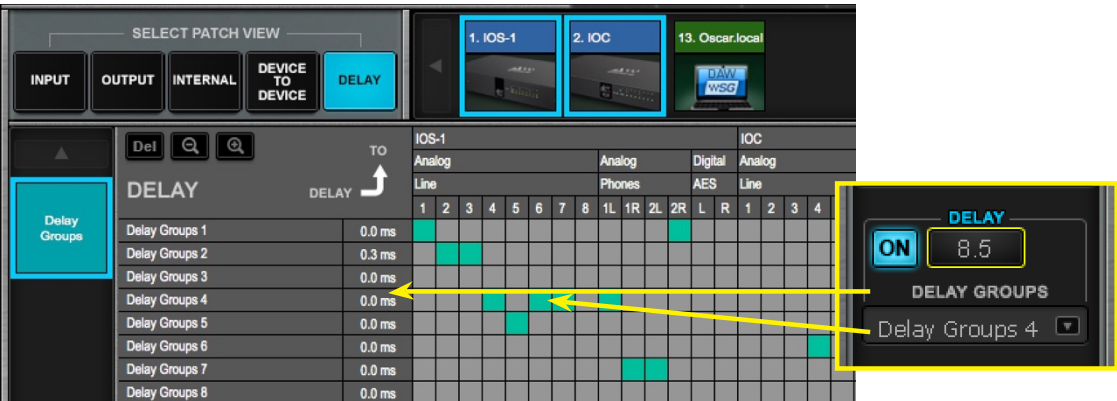 SELECT PATCH VIEW
INPUT
OUTPUT
INTERNAL
DEVICE
TO
DEVICE
DELAY
1. IOS-1
2. IOC
13. Oscar.local
DAW
WSG
Del
TO
DELAY
DELAY
Delay
Groups
IOS-1 IOC
Analog Analog Digital Analog
Line Phones AES Line
1 2 3 4 5 6 7 8 1L 1R 2L 2R L R 1 2 3 4
Delay Groups 1 0.0 ms
Delay Groups 2 0.3 ms
Delay Groups 3 0.0 ms
Delay Groups 4 0.0 ms
Delay Groups 5 0.0 ms
Delay Groups 6 0.0 ms
Delay Groups 7 0.0 ms
Delay Groups 8 0.0 ms
DELAY
ON 8.5
DELAY GROUPS
Delay Groups 4